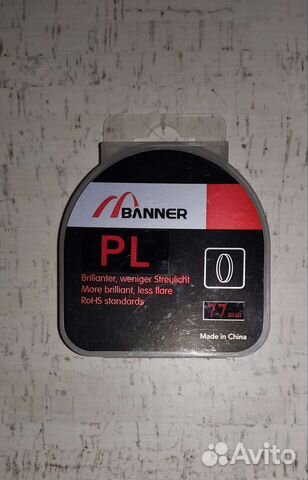 BANNER
PL
Brillanter, weniger Streulicht
More brilliant, less flare
RoHS standards
77
Made in China
Avito